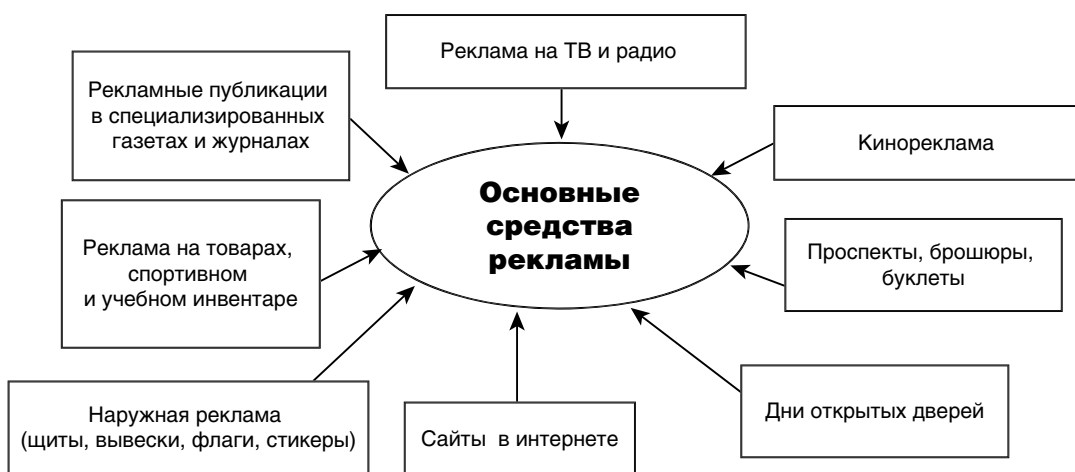 Реклама на ТВ и радио
Рекламные публикации
в специализированных
газетах и журналах
Кинореклама
Основные
средства
рекламы
Реклама на товарах,
спортивном
и учебном инвентаре
Проспекты, брошюры,
буклеты
Наружная реклама
(щиты, вывески, флаги, стикеры)
Сайты в интернете
Дни открытых дверей